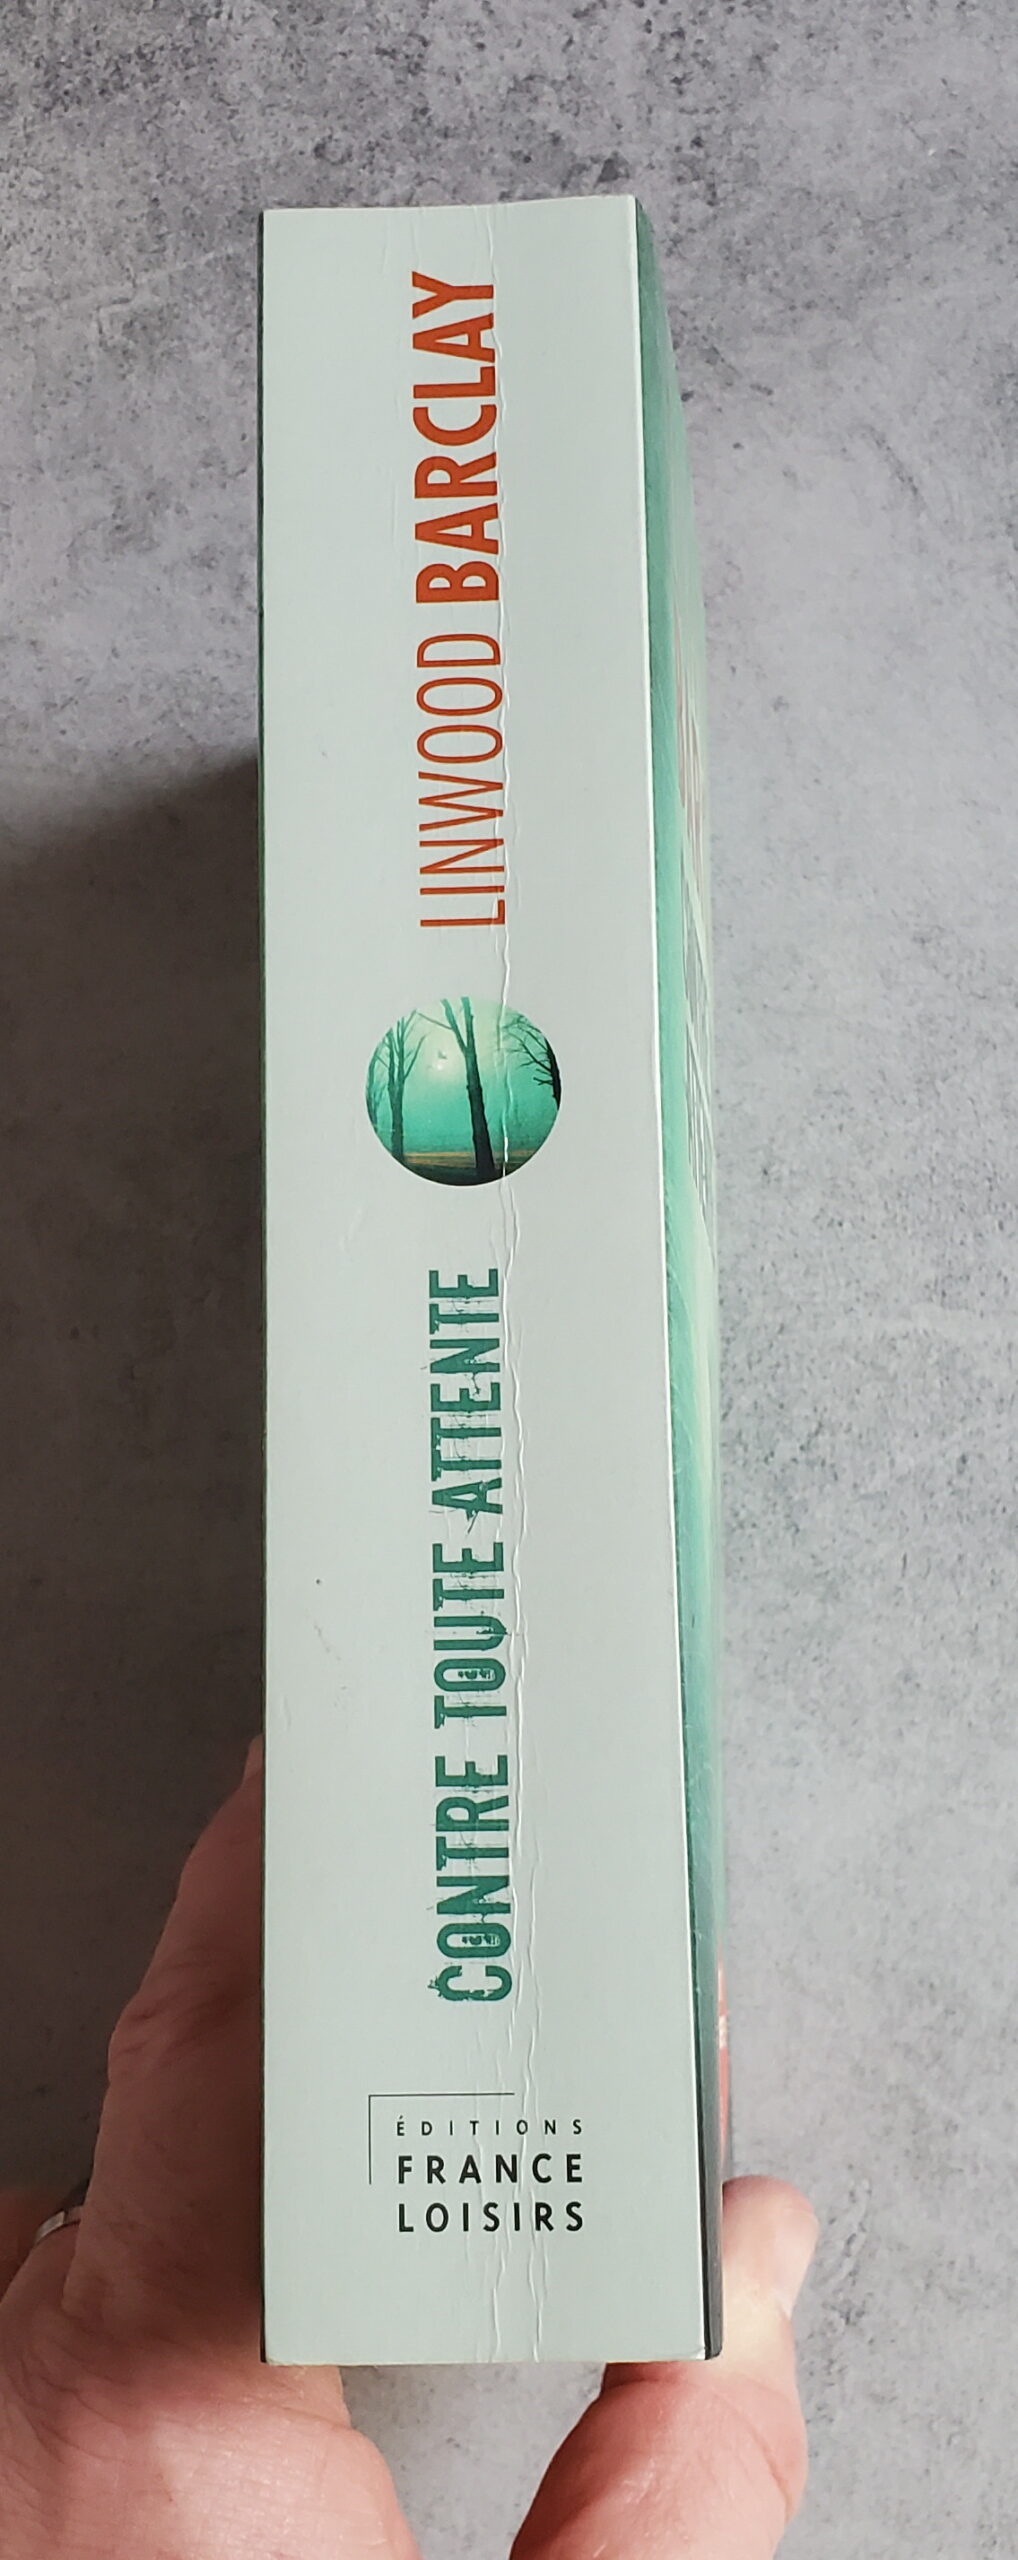 LINWOOD BARCLAY
CONTRE TOUTE ATTENTE
ÉDITIONS
FRANCE
LOISIRS